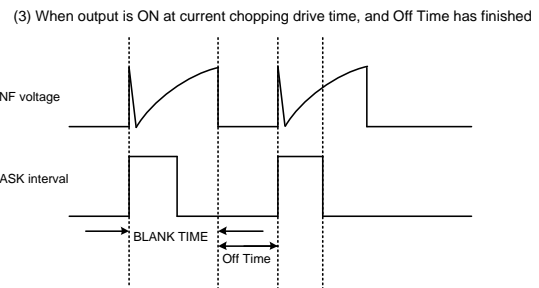 (3) When output is ON at current chopping drive time, and Off Time has finished
NF voltage
ASK interval
BLANK TIME
Off Time